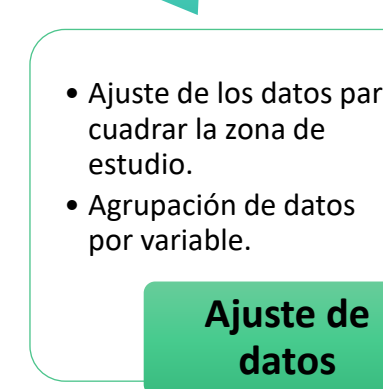 • Ajuste de los datos par
cuadrar la zona de
estudio.
• Agrupación de datos
por variable.
Ajuste de
datos